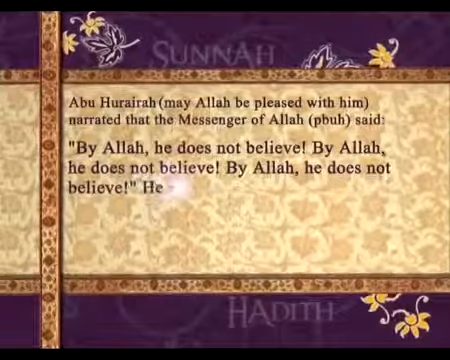 SUNNAH
Abu Hurairah (may Allah be pleased with him)
narrated that the Messenger of Allah (pbuh) said:
"By Allah, he does not believe! By Allah,
he does not believe! By Allah, he does not
believe!" He
HADITH